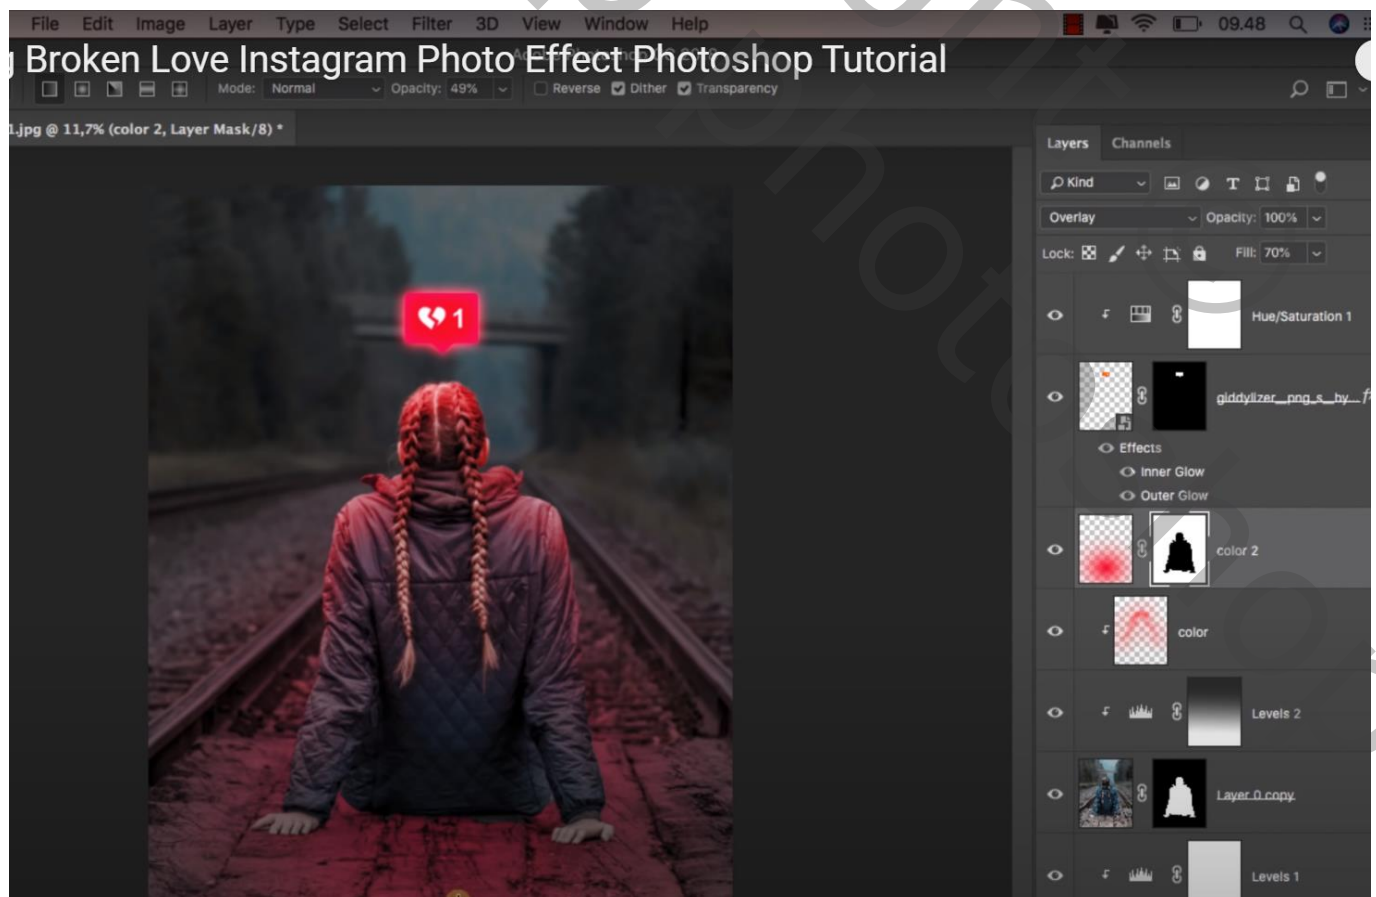 File Edit Image Layer Type Select Filter 3D View Window Help 09.48
Broken Love Instagram Photo Effect Photoshop Tutorial
Mode: Normal Opacity: 49% Reverse Dither Transparency
1.jpg @ 11,7% (color 2, Layer Mask/8) *
Layers Channels
Kind
Overlay Opacity: 100%
Lock: Fill: 70%
Hue/Saturation 1
1
giddylizer__png_s__by_...
Effects
Inner Glow
Outer Glow
color 2
color
Levels 2
Layer 0 copy
Levels 1